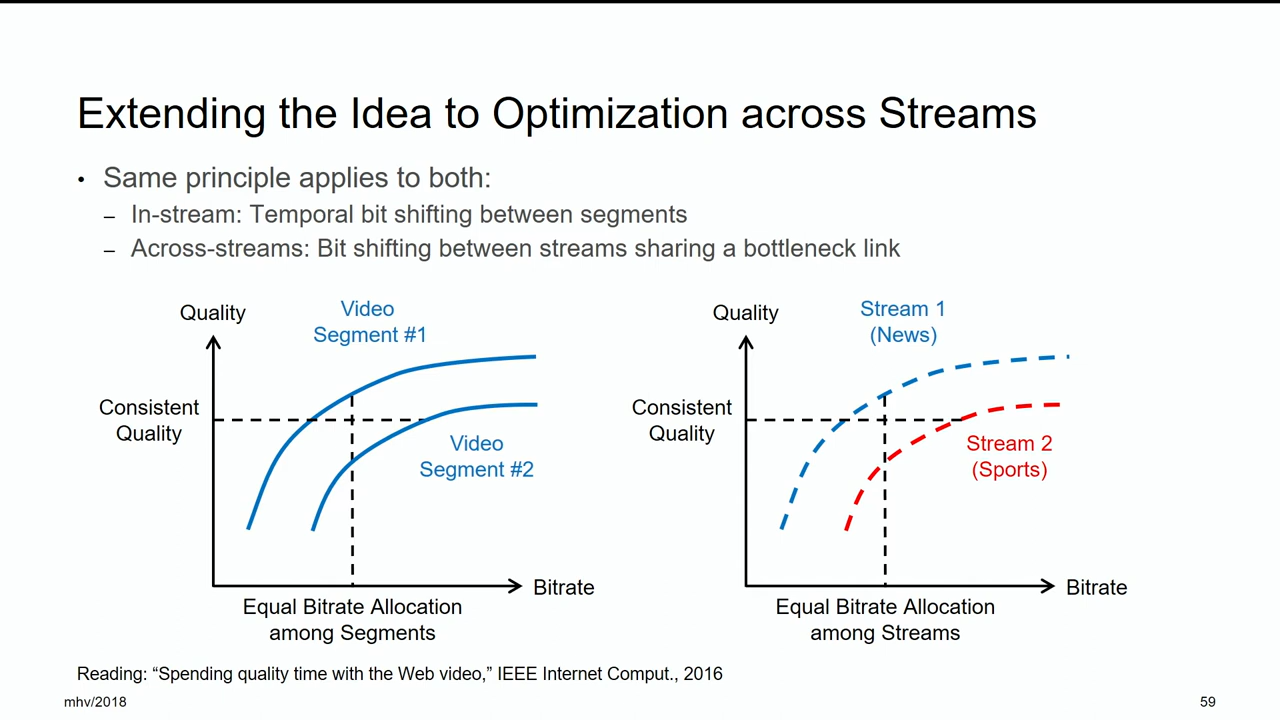 Extending the Idea to Optimization across Streams
• Same principle applies to both:
– In-stream: Temporal bit shifting between segments
– Across-streams: Bit shifting between streams sharing a bottleneck link
Quality
Video
Segment #1
Consistent
Quality
Video
Segment #2
Bitrate
Equal Bitrate Allocation
among Segments
Quality
Stream 1
(News)
Consistent
Quality
Stream 2
(Sports)
Bitrate
Equal Bitrate Allocation
among Streams
Reading: “Spending quality time with the Web video,” IEEE Internet Comput., 2016
mhv/2018
59